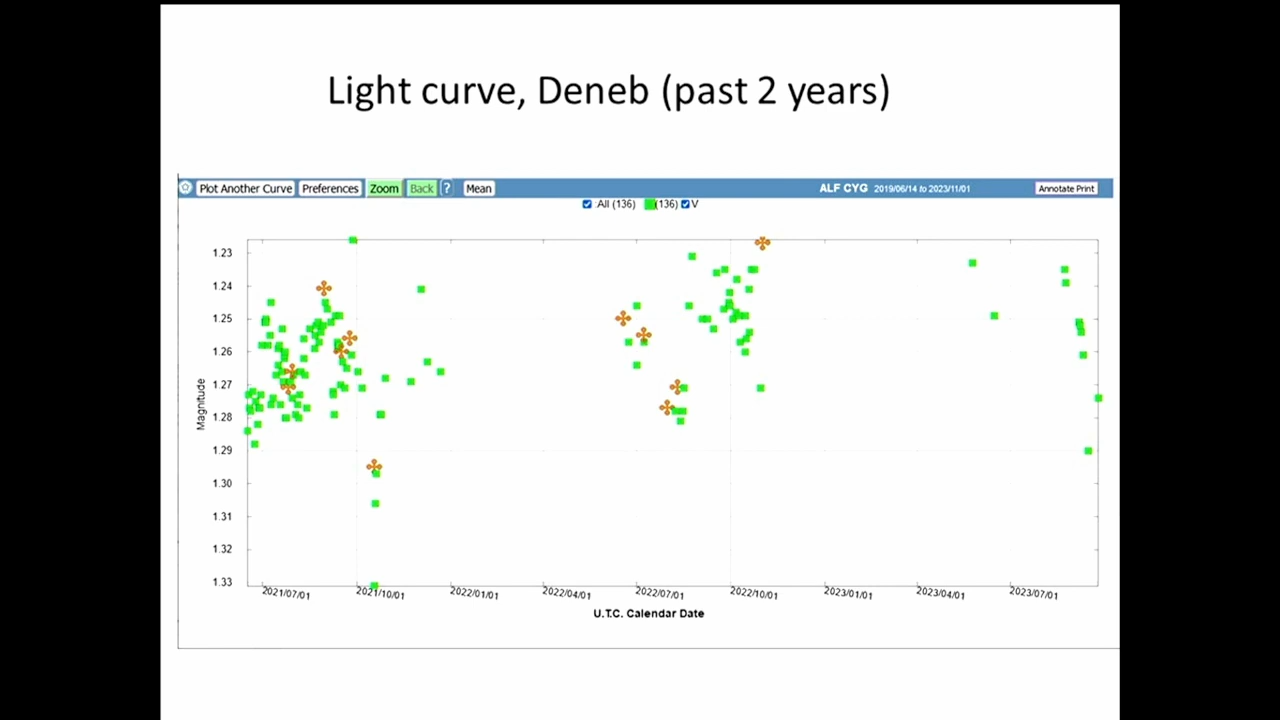 Light curve, Deneb (past 2 years)
Plot Another Curve Preferences Zoom Back ? Mean ALF CYG 2019/06/14 to 2023/11/01 Annotate Print
All (136) (136) V
1.23
1.24
1.25
1.26
1.27
1.28
1.29
1.30
1.31
1.32
1.33
Magnitude
2021/07/01 2021/10/01 2022/01/01 2022/04/01 2022/07/01 2022/10/01 2023/01/01 2023/04/01 2023/07/01
U.T.C. Calendar Date